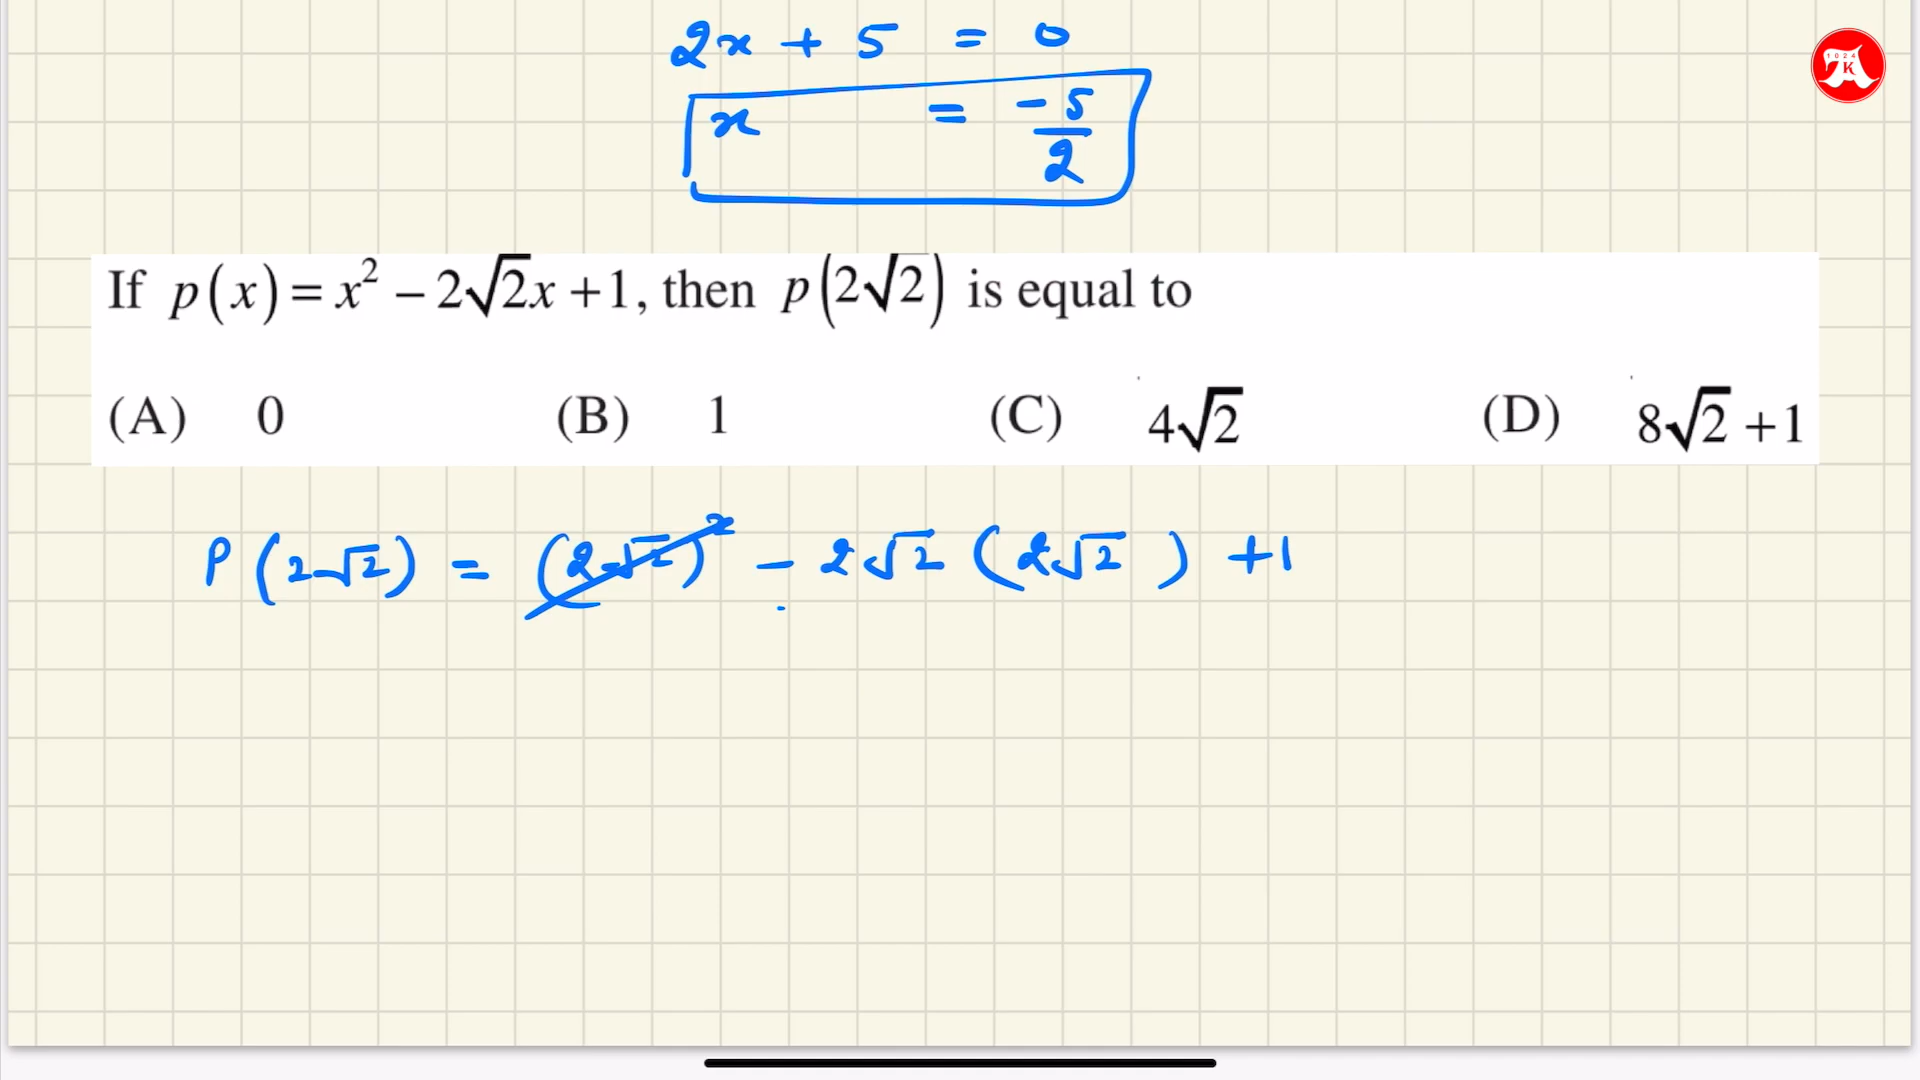 2x + 5 = 0
x = -5/2
If p(x) = x² – 2√2x + 1, then p(2√2) is equal to
(A) 0 (B) 1 (C) 4√2 (D) 8√2 + 1
P(2√2) = (2√2)² - 2√2 (2√2) + 1
1024
K